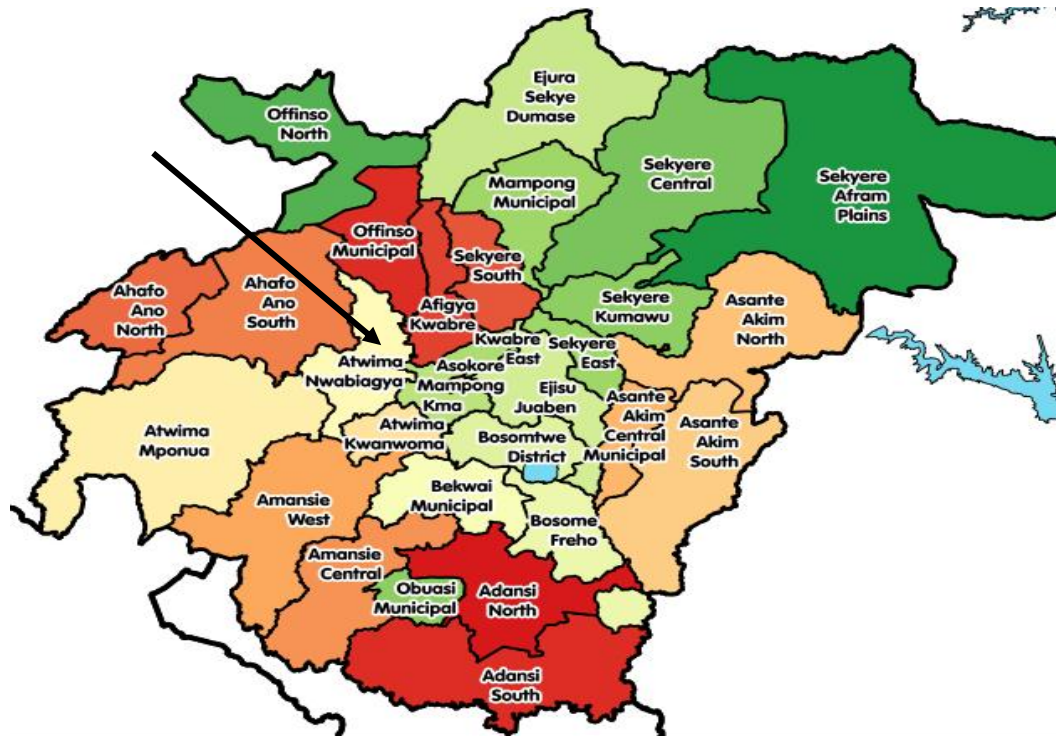 Ejura
Sekye
Dumase
Offinso
North
Sekyere
Central
Sekyere
Afram
Plains
Mampong
Municipal
Offinso
Municipal
Sekyere
South
Ahafo
Ano
North
Ahafo
Ano
South
Afigya
Kwabre
Sekyere
Kumawu
Asante
Akim
North
Kwabre
East
Sekyere
East
Atwima
Nwabiagya
Asokore
Mampong
Kma
Ejisu
Juaben
Asante
Akim
Central
Municipal
Asante
Akim
South
Atwima
Mponua
Atwima
Kwanwoma
Bosomtwe
District
Bekwai
Municipal
Amansie
West
Bosome
Freho
Amansie
Central
Obuasi
Municipal
Adansi
North
Adansi
South